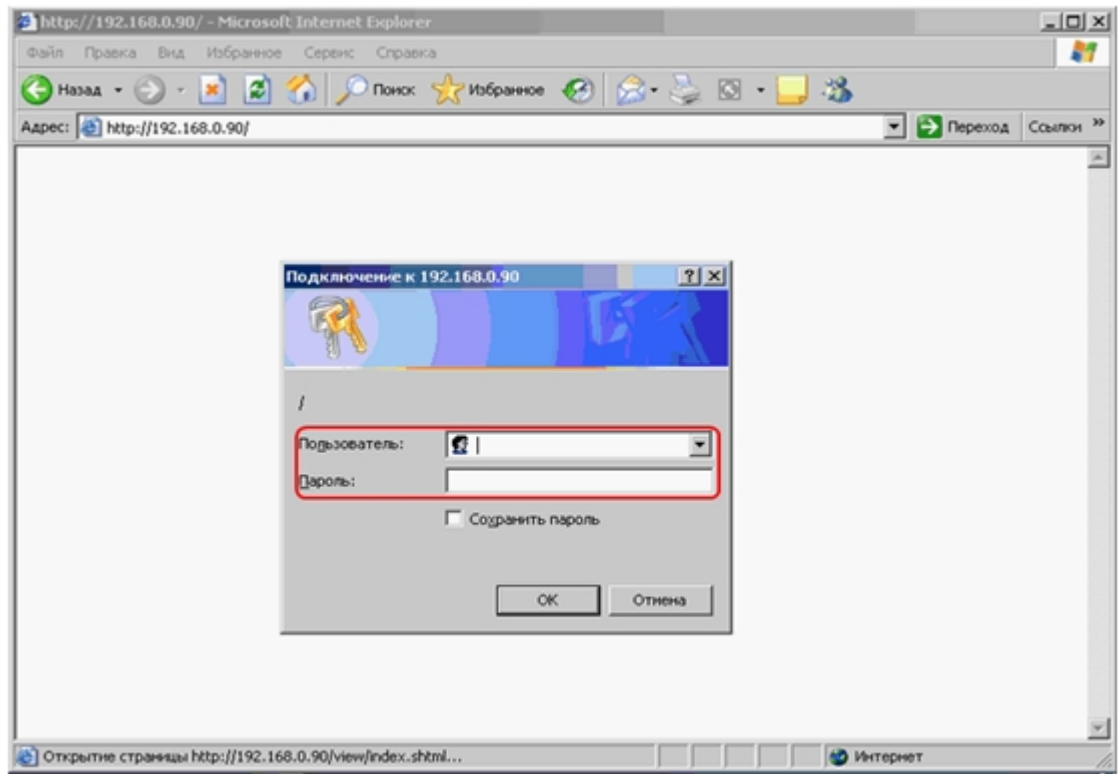 http://192.168.0.90/ - Microsoft Internet Explorer
Файл Правка Вид Избранное Сервис Справка
Назад Поиск Избранное
Адрес: http://192.168.0.90/ Переход Ссылки »
Подключение к 192.168.0.90
/
Пользователь:
Пароль:
Сохранить пароль
OK Отмена
Открытие страницы http://192.168.0.90/view/index.shtml... Интернет